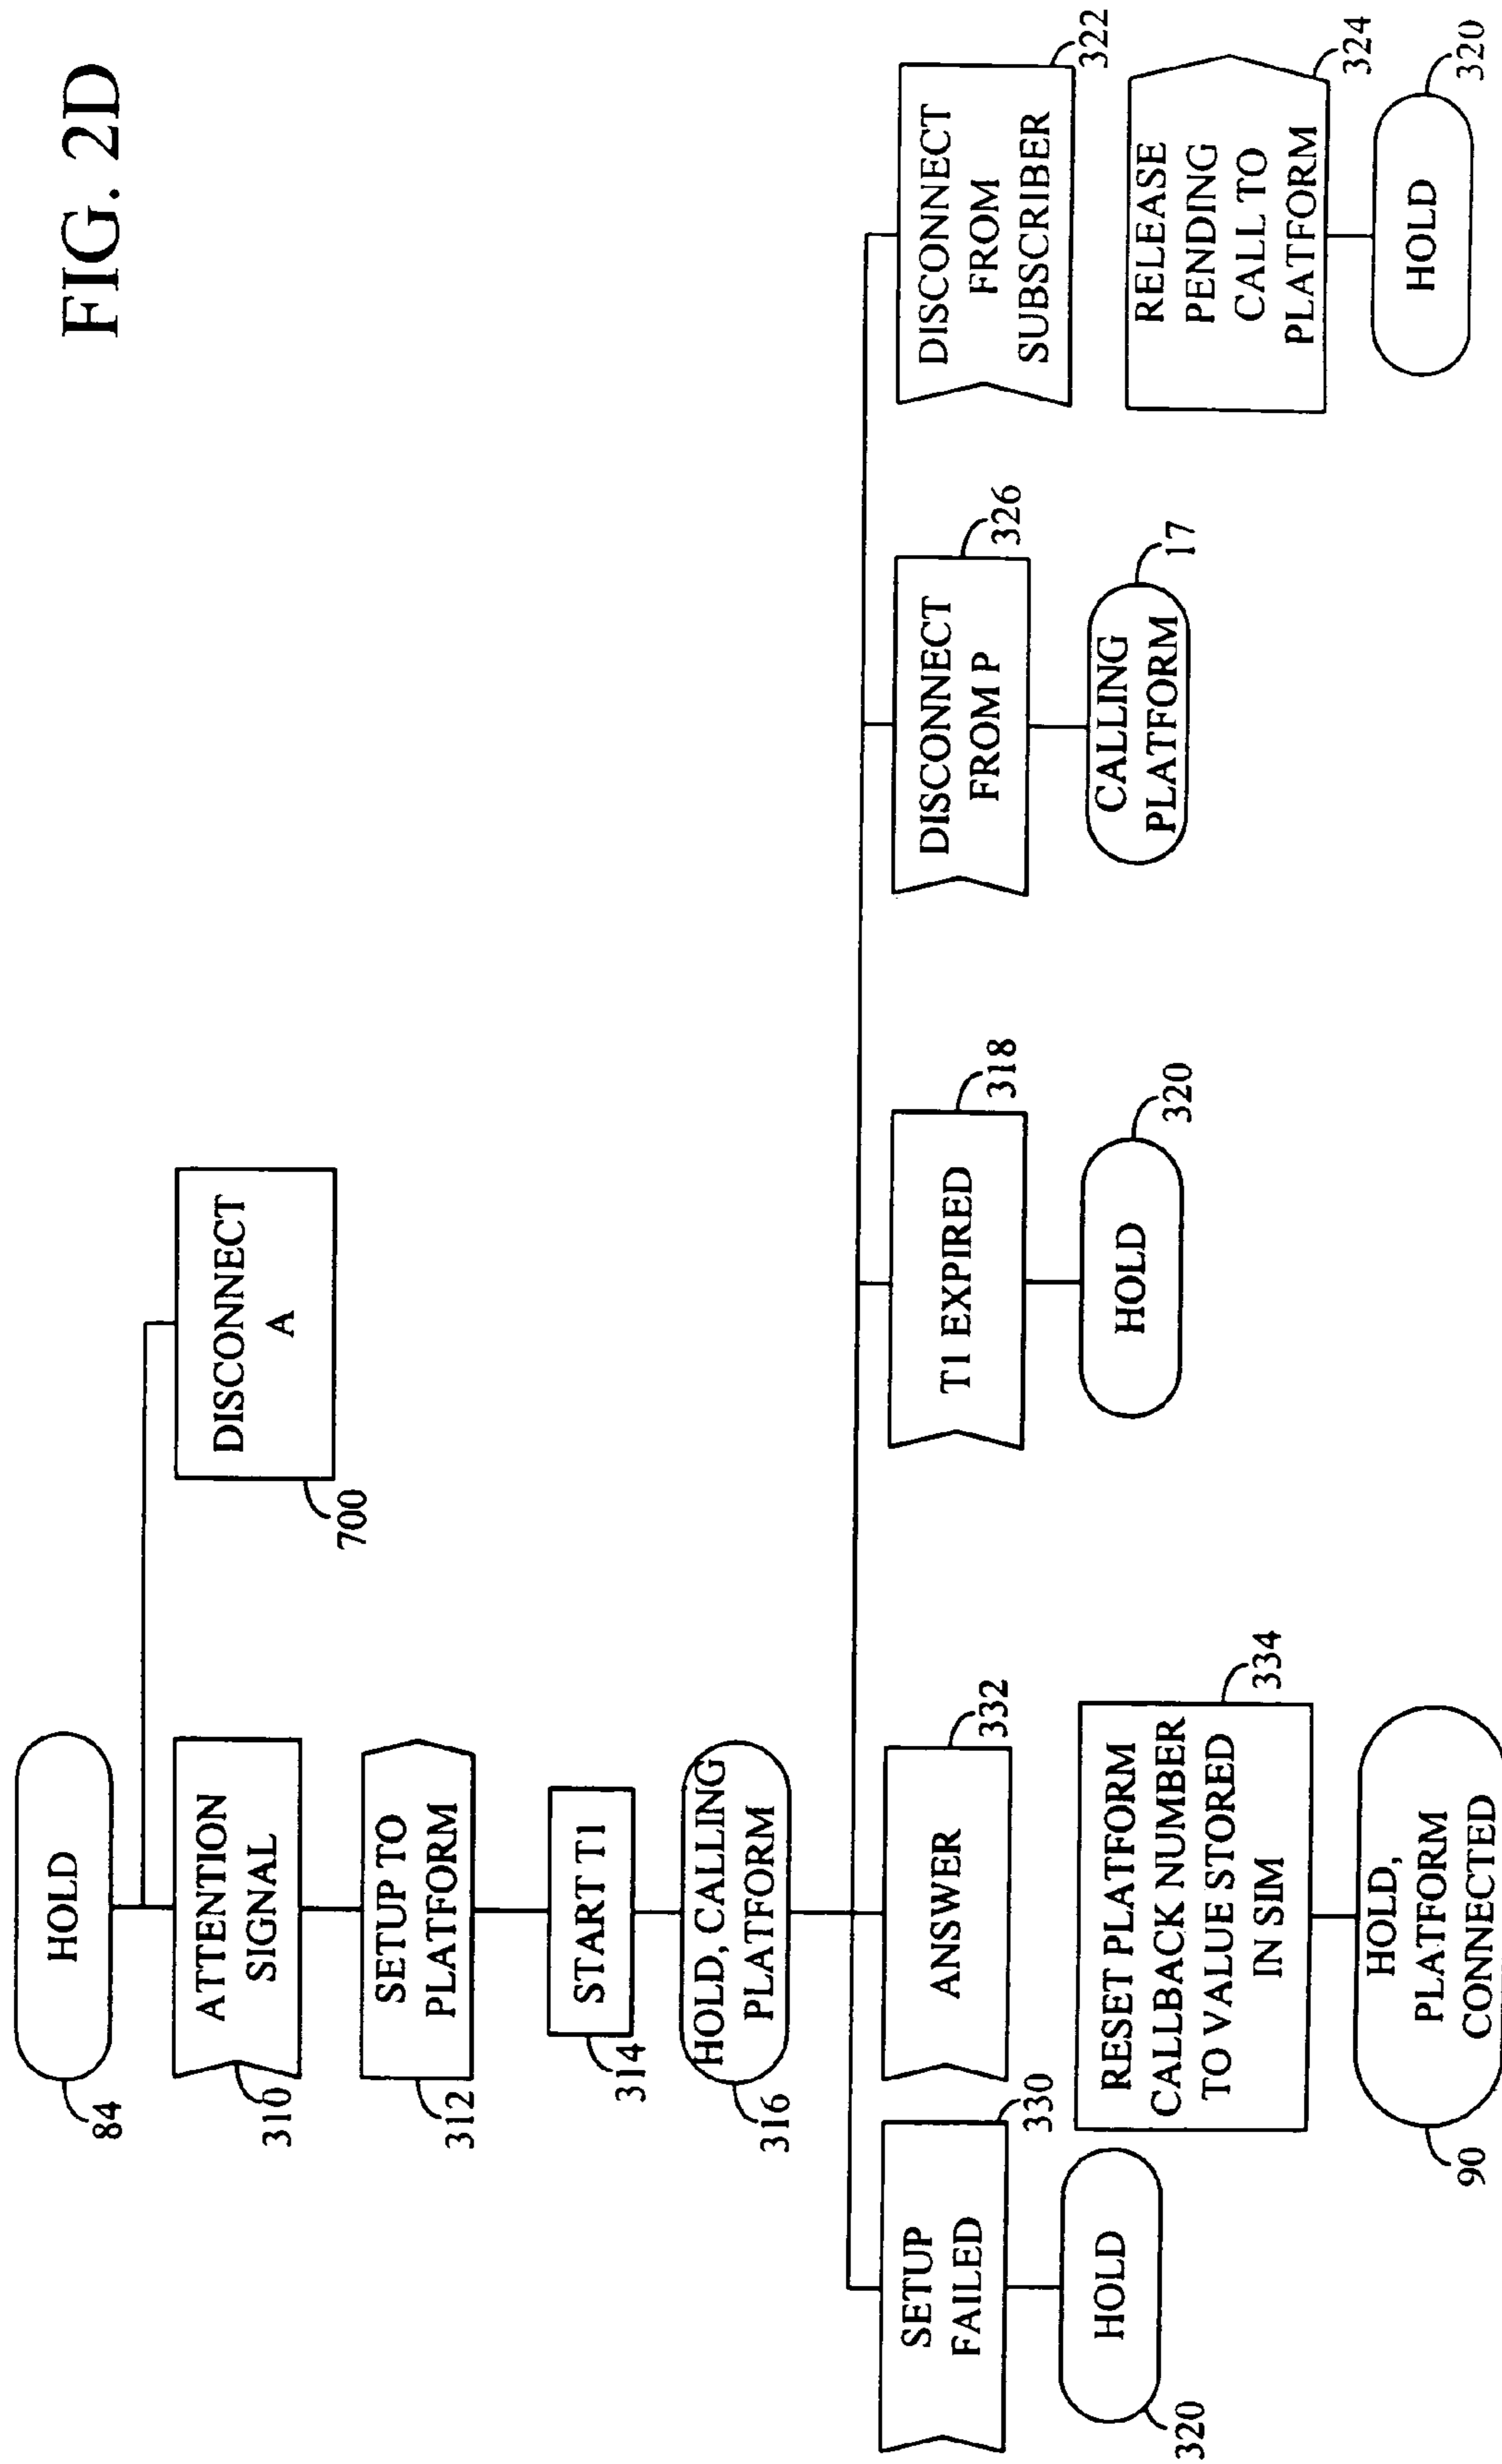 FIG. 2D
HOLD
84
ATTENTION
SIGNAL
310
DISCONNECT
A
700
SETUP TO
PLATFORM
312
START T1
314
HOLD, CALLING
PLATFORM
316
SETUP
FAILED
330
HOLD
320
ANSWER
332
RESET PLATFORM
CALLBACK NUMBER
TO VALUE STORED
IN SIM
334
HOLD,
PLATFORM
CONNECTED
90
T1 EXPIRED
318
HOLD
320
DISCONNECT
FROM P
326
CALLING
PLATFORM
17
DISCONNECT
FROM
SUBSCRIBER
322
RELEASE
PENDING
CALL TO
PLATFORM
324
HOLD
320